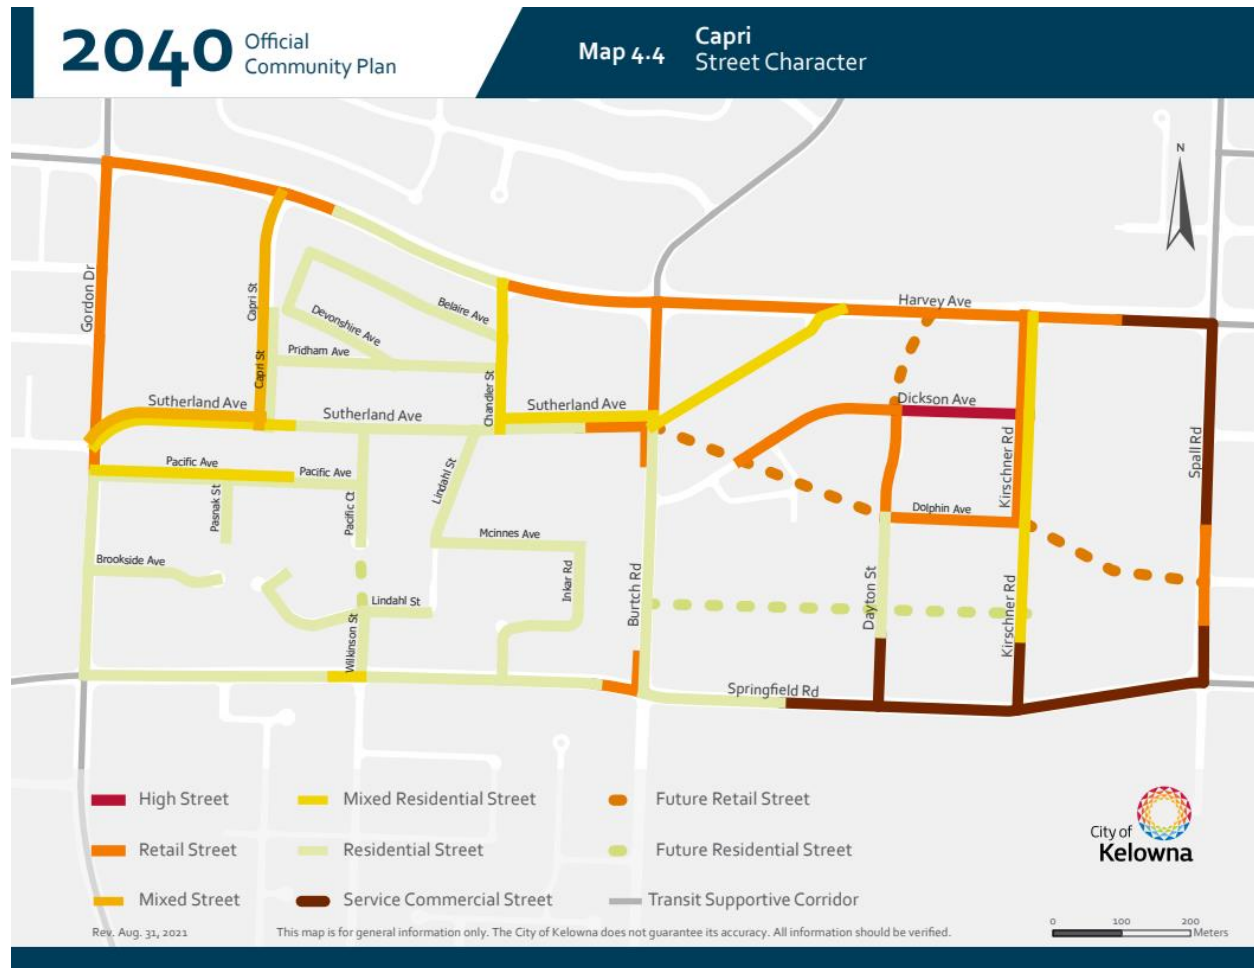 2040 Official
Community Plan
Map 4.4
Capri
Street Character
N
Gordon Dr
Capri St
Belaire Ave
Devonshire Ave
Pridham Ave
Capri St
Chandler St
Harvey Ave
Sutherland Ave
Sutherland Ave
Sutherland Ave
Dickson Ave
Kirschner Rd
Spall Rd
Pacific Ave
Pacific Ave
Pasnak St
Pacific Ct
Lindahl St
Mcinnes Ave
Dolphin Ave
Brookside Ave
Inkar Rd
Burtch Rd
Dayton St
Kirschner Rd
Lindahl St
Wilkinson St
Springfield Rd
High Street
Mixed Residential Street
Future Retail Street
Retail Street
Residential Street
Future Residential Street
Mixed Street
Service Commercial Street
Transit Supportive Corridor
City of
Kelowna
Rev. Aug. 31, 2021
This map is for general information only. The City of Kelowna does not guarantee its accuracy. All information should be verified.
0 100 200
Meters